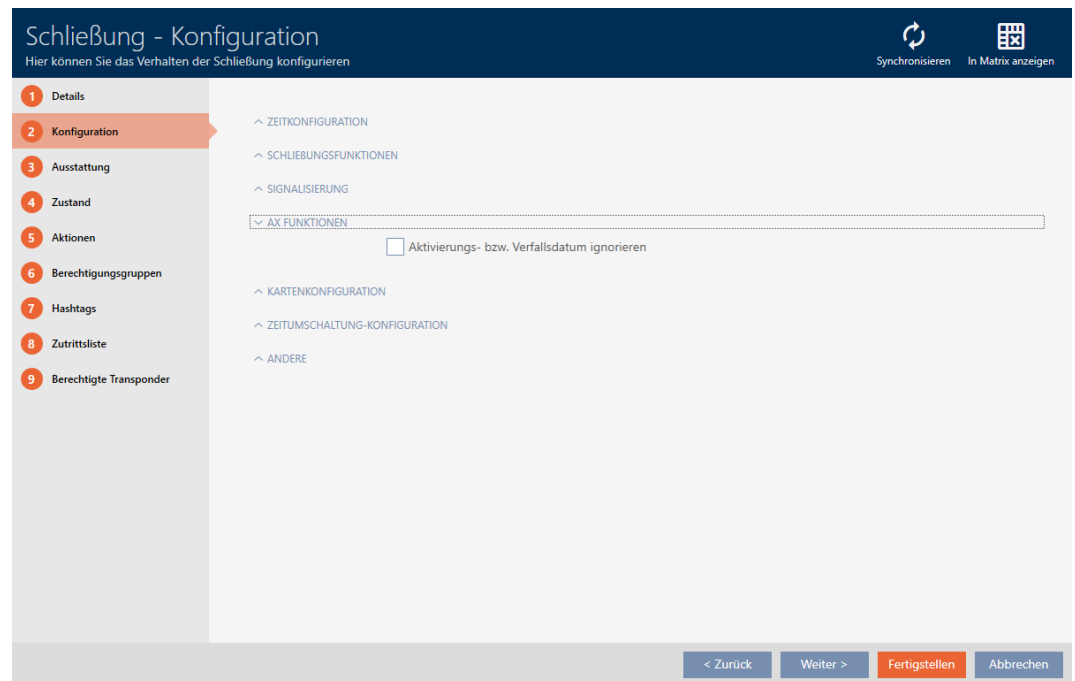 Schließung - Konfiguration
Hier können Sie das Verhalten der Schließung konfigurieren
Synchronisieren
In Matrix anzeigen
1 Details
2 Konfiguration
3 Ausstattung
4 Zustand
5 Aktionen
6 Berechtigungsgruppen
7 Hashtags
8 Zutrittsliste
9 Berechtigte Transponder
ZEITKONFIGURATION
SCHLIEßUNGSFUNKTIONEN
SIGNALISIERUNG
AX FUNKTIONEN
Aktivierungs- bzw. Verfallsdatum ignorieren
KARTENKONFIGURATION
ZEITUMSCHALTUNG-KONFIGURATION
ANDERE
< Zurück
Weiter >
Fertigstellen
Abbrechen